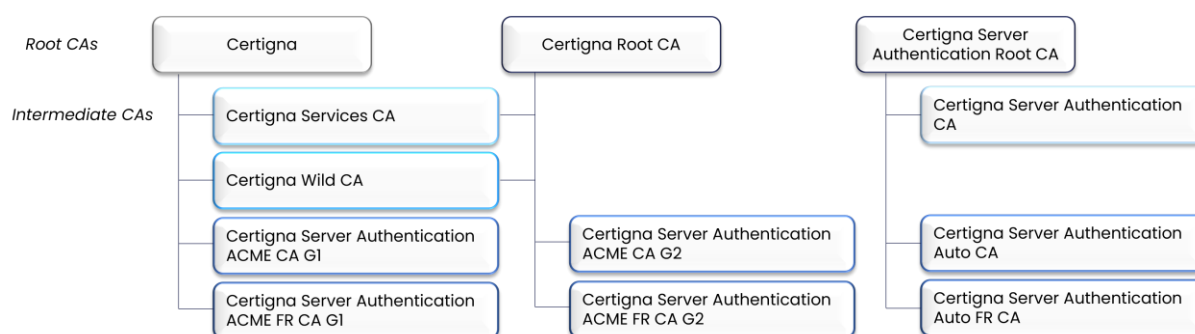 Root CAs
Certigna
Certigna Root CA
Certigna Server
Authentication Root CA
Intermediate CAs
Certigna Services CA
Certigna Server Authentication
CA
Certigna Wild CA
Certigna Server Authentication
ACME CA G1
Certigna Server Authentication
ACME CA G2
Certigna Server Authentication
Auto CA
Certigna Server Authentication
ACME FR CA G1
Certigna Server Authentication
ACME FR CA G2
Certigna Server Authentication
Auto FR CA